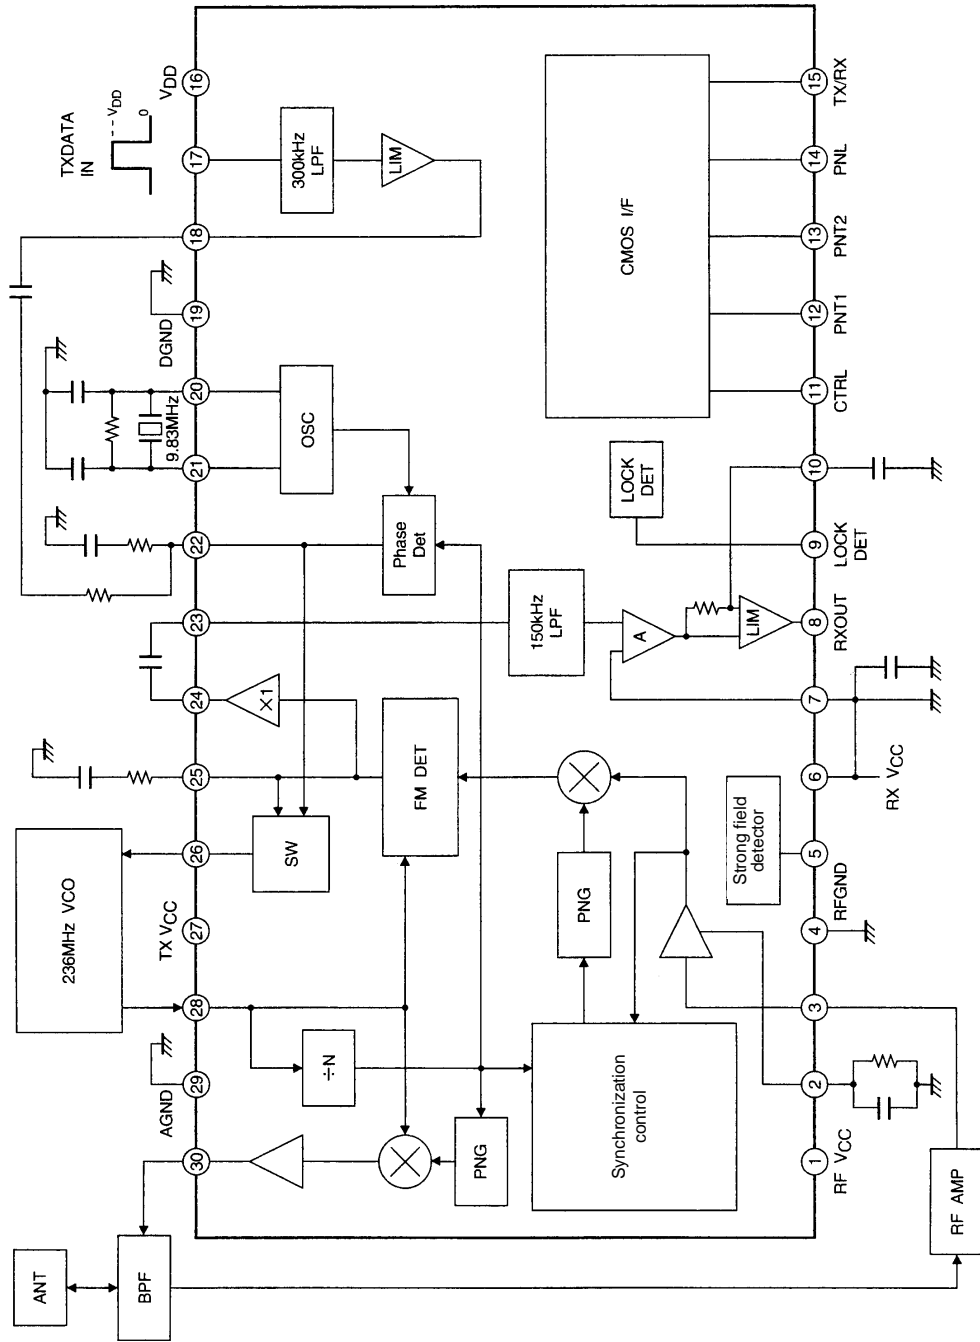 ANT
BPF
236MHz VCO
AGND
TX VCC
DGND
9.83MHz
TXDATA
IN
VDD
0
VDD
30
29
28
27
26
25
24
23
22
21
20
19
18
17
16
÷N
SW
X1
OSC
300kHz
LPF
LIM
PNG
FM DET
Phase
Det
Synchronization
control
PNG
150kHz
LPF
A
LIM
LOCK
DET
CMOS I/F
Strong field
detector
1
2
3
4
5
6
7
8
9
10
11
12
13
14
15
RF VCC
RFGND
RX VCC
RXOUT
LOCK
DET
CTRL
PNT1
PNT2
PNL
TX/RX
RF AMP